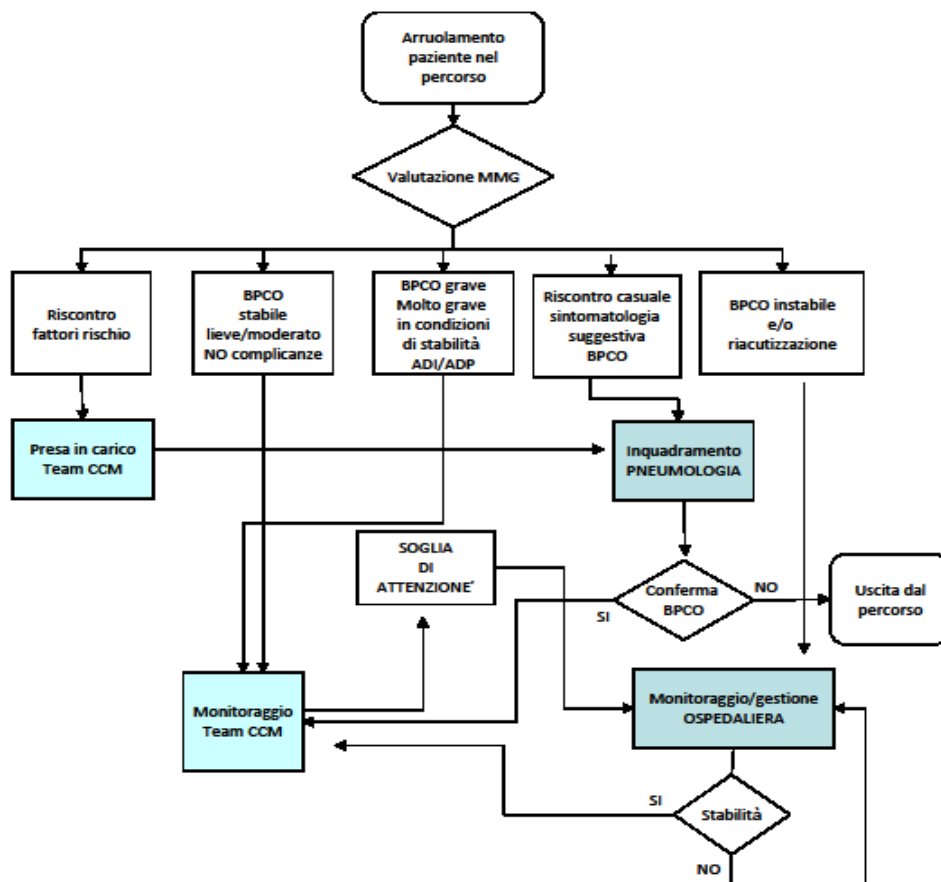 Arruolamento
paziente nel
percorso
Valutazione MMG
Riscontro
fattori rischio
BPCO
stabile
lieve/moderato
NO complicanze
BPCO grave
Molto grave
in condizioni
di stabilità
ADI/ADP
Riscontro casuale
sintomatologia
suggestiva
BPCO
BPCO instabile
e/o
riacutizzazione
Presa in carico
Team CCM
Inquadramento
PNEUMOLOGIA
SOGLIA
DI
ATTENZIONE*
Conferma
BPCO
SI
NO
Uscita dal
percorso
Monitoraggio
Team CCM
Monitoraggio/gestione
OSPEDALIERA
SI
Stabilità
NO